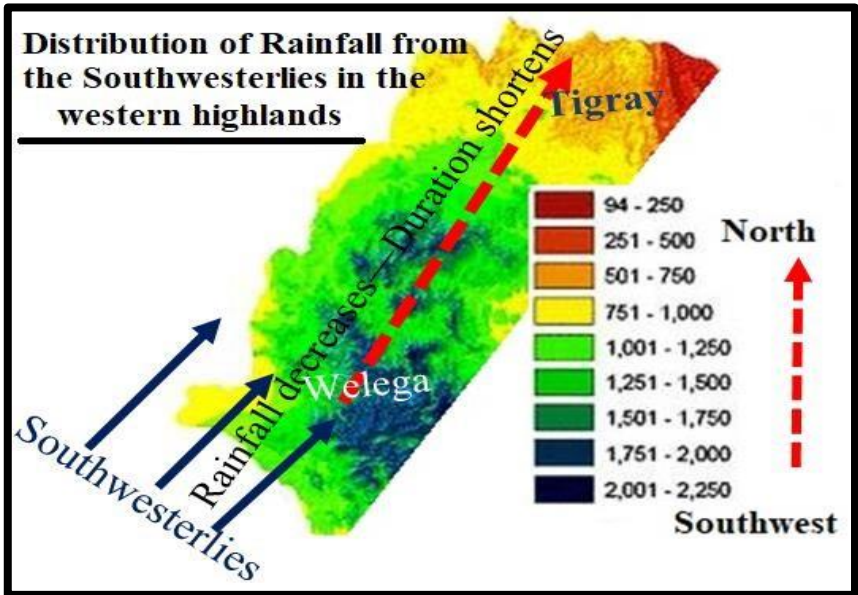 Distribution of Rainfall from
the Southwesterlies in the
western highlands
Rainfall decreases—Duration shortens
Tigray
Welega
Southwesterlies
94 - 250
251 - 500
501 - 750
751 - 1,000
1,001 - 1,250
1,251 - 1,500
1,501 - 1,750
1,751 - 2,000
2,001 - 2,250
North
Southwest